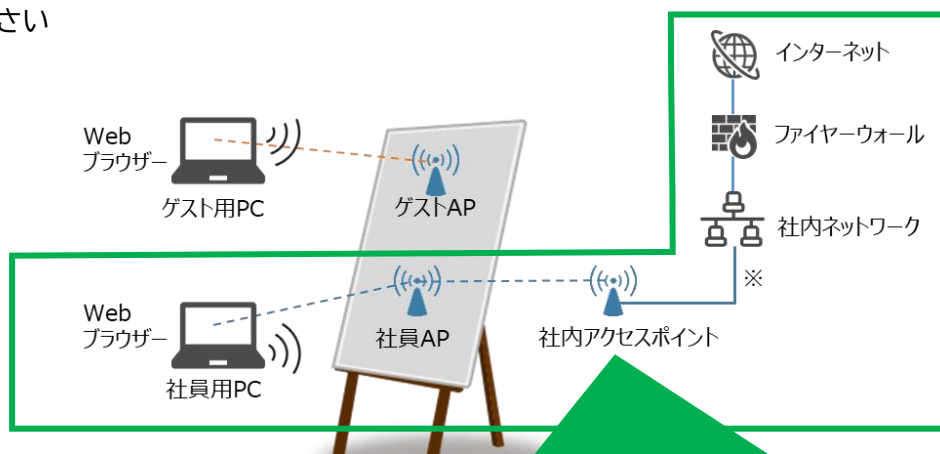 さい
インターネット
Web
ブラウザー
ファイヤーウォール
ゲスト用PC
ゲストAP
社内ネットワーク
※
Web
ブラウザー
社員AP
社内アクセスポイント
社員用PC